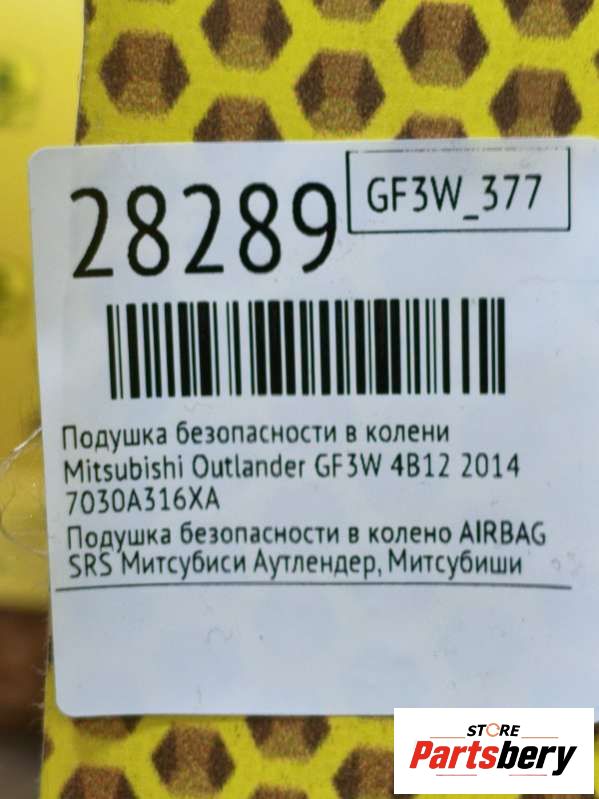 28289
GF3W_377
Подушка безопасности в колени
Mitsubishi Outlander GF3W 4B12 2014
7030A316XA
Подушка безопасности в колено AIRBAG
SRS Митсубиси Аутлендер, Митсубиши
STORE
Partsbery